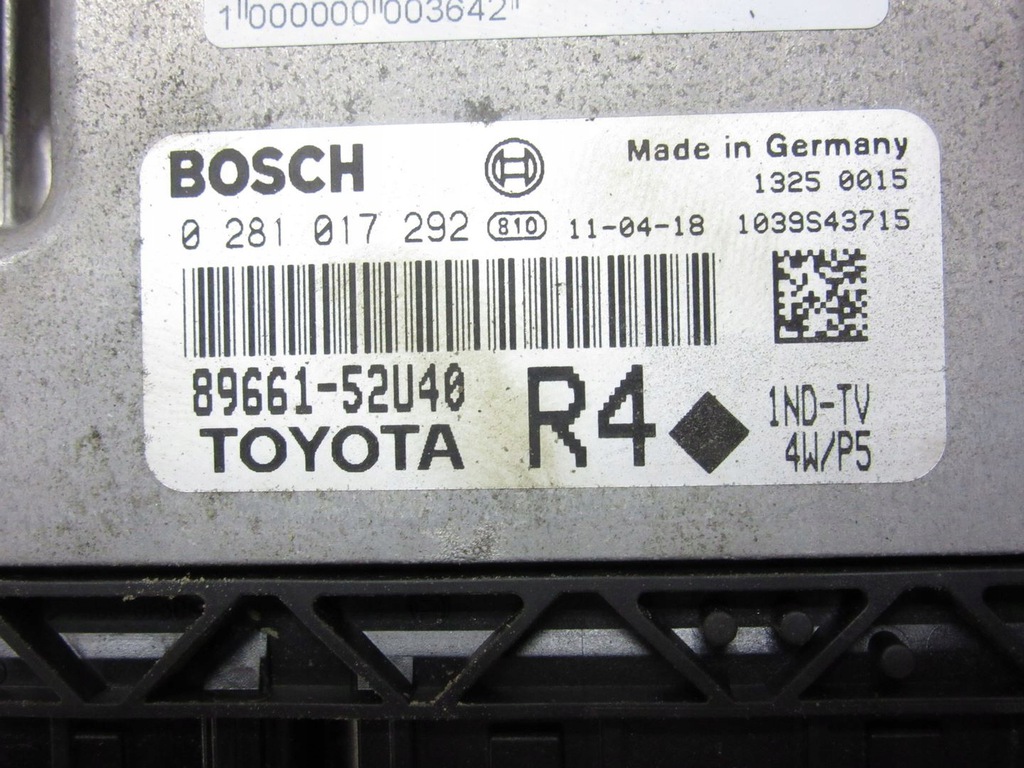 1"000000"003642"
BOSCH
Made in Germany
1325 0015
0 281 017 292 810 11-04-18 1039S43715
89661-52U40
TOYOTA
R4
1ND-TV
4W/P5